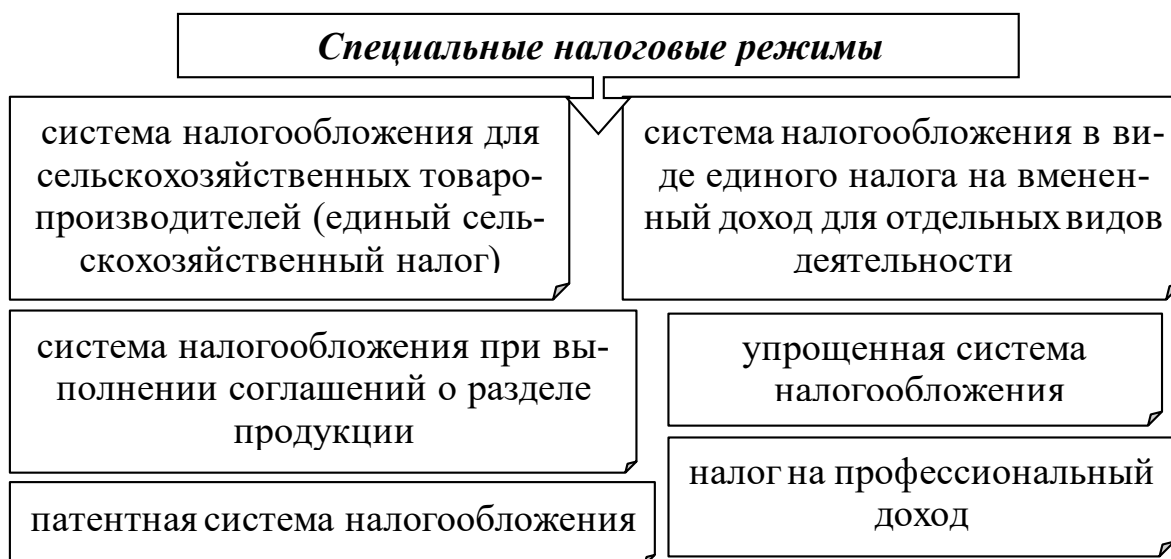 Специальные налоговые режимы
система налогообложения для
сельскохозяйственных товаро-
производителей (единый сель-
скохозяйственный налог)
система налогообложения в ви-
де единого налога на вменен-
ный доход для отдельных видов
деятельности
система налогообложения при вы-
полнении соглашений о разделе
продукции
упрощенная система
налогообложения
патентная система налогообложения
налог на профессиональный
доход